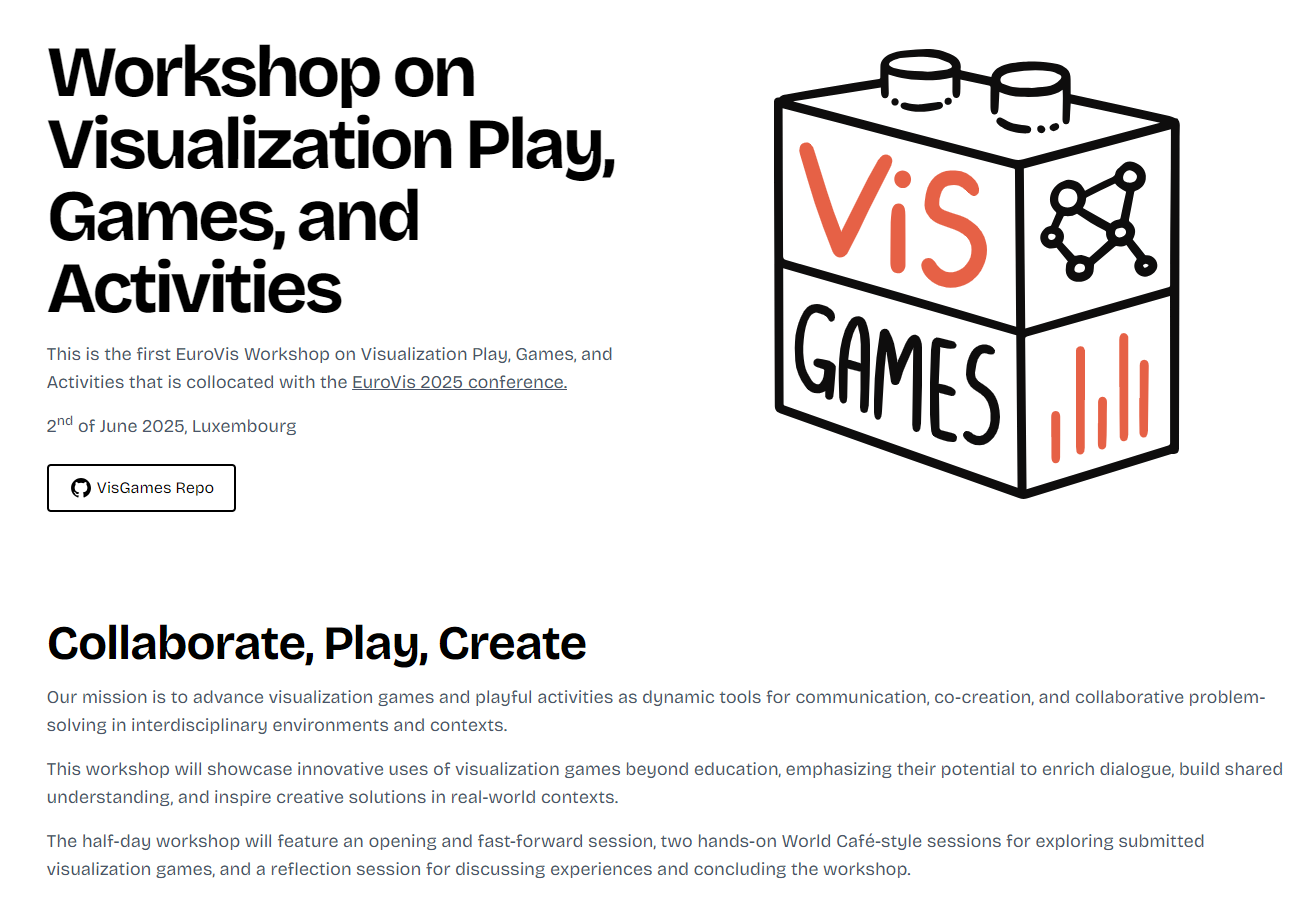 Workshop on
Visualization Play,
Games, and
Activities
This is the first EuroVis Workshop on Visualization Play, Games, and
Activities that is collocated with the EuroVis 2025 conference.
2nd of June 2025, Luxembourg
VisGames Repo
ViS
GAMES
Collaborate, Play, Create
Our mission is to advance visualization games and playful activities as dynamic tools for communication, co-creation, and collaborative problem-
solving in interdisciplinary environments and contexts.
This workshop will showcase innovative uses of visualization games beyond education, emphasizing their potential to enrich dialogue, build shared
understanding, and inspire creative solutions in real-world contexts.
The half-day workshop will feature an opening and fast-forward session, two hands-on World Café-style sessions for exploring submitted
visualization games, and a reflection session for discussing experiences and concluding the workshop.